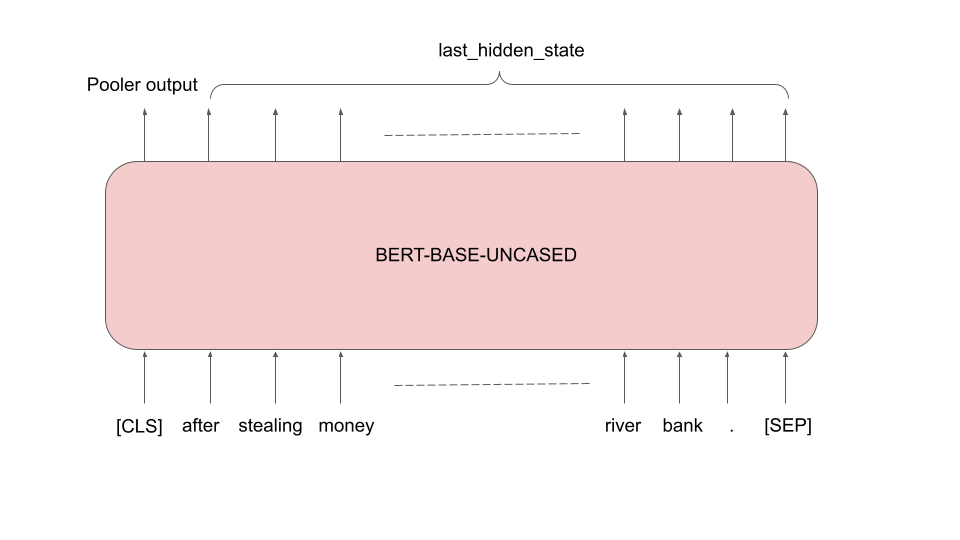 last_hidden_state
Pooler output
BERT-BASE-UNCASED
[CLS] after stealing money river bank . [SEP]